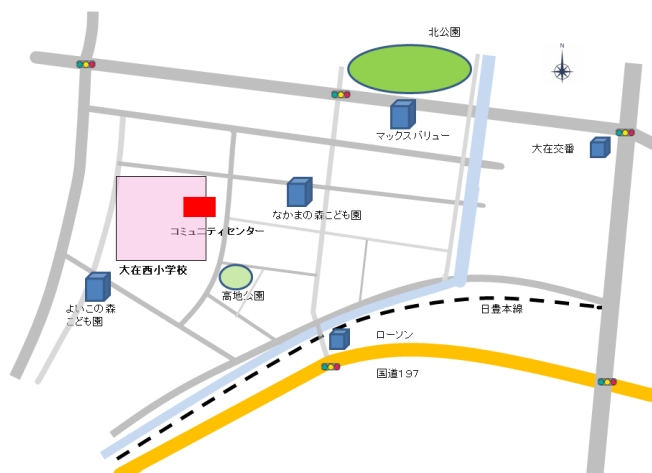 北公園
N
マックスバリュー
大在交番
なかまの森こども園
コミュニティセンター
大在西小学校
高地公園
よいこの森
こども園
日豊本線
ローソン
国道197